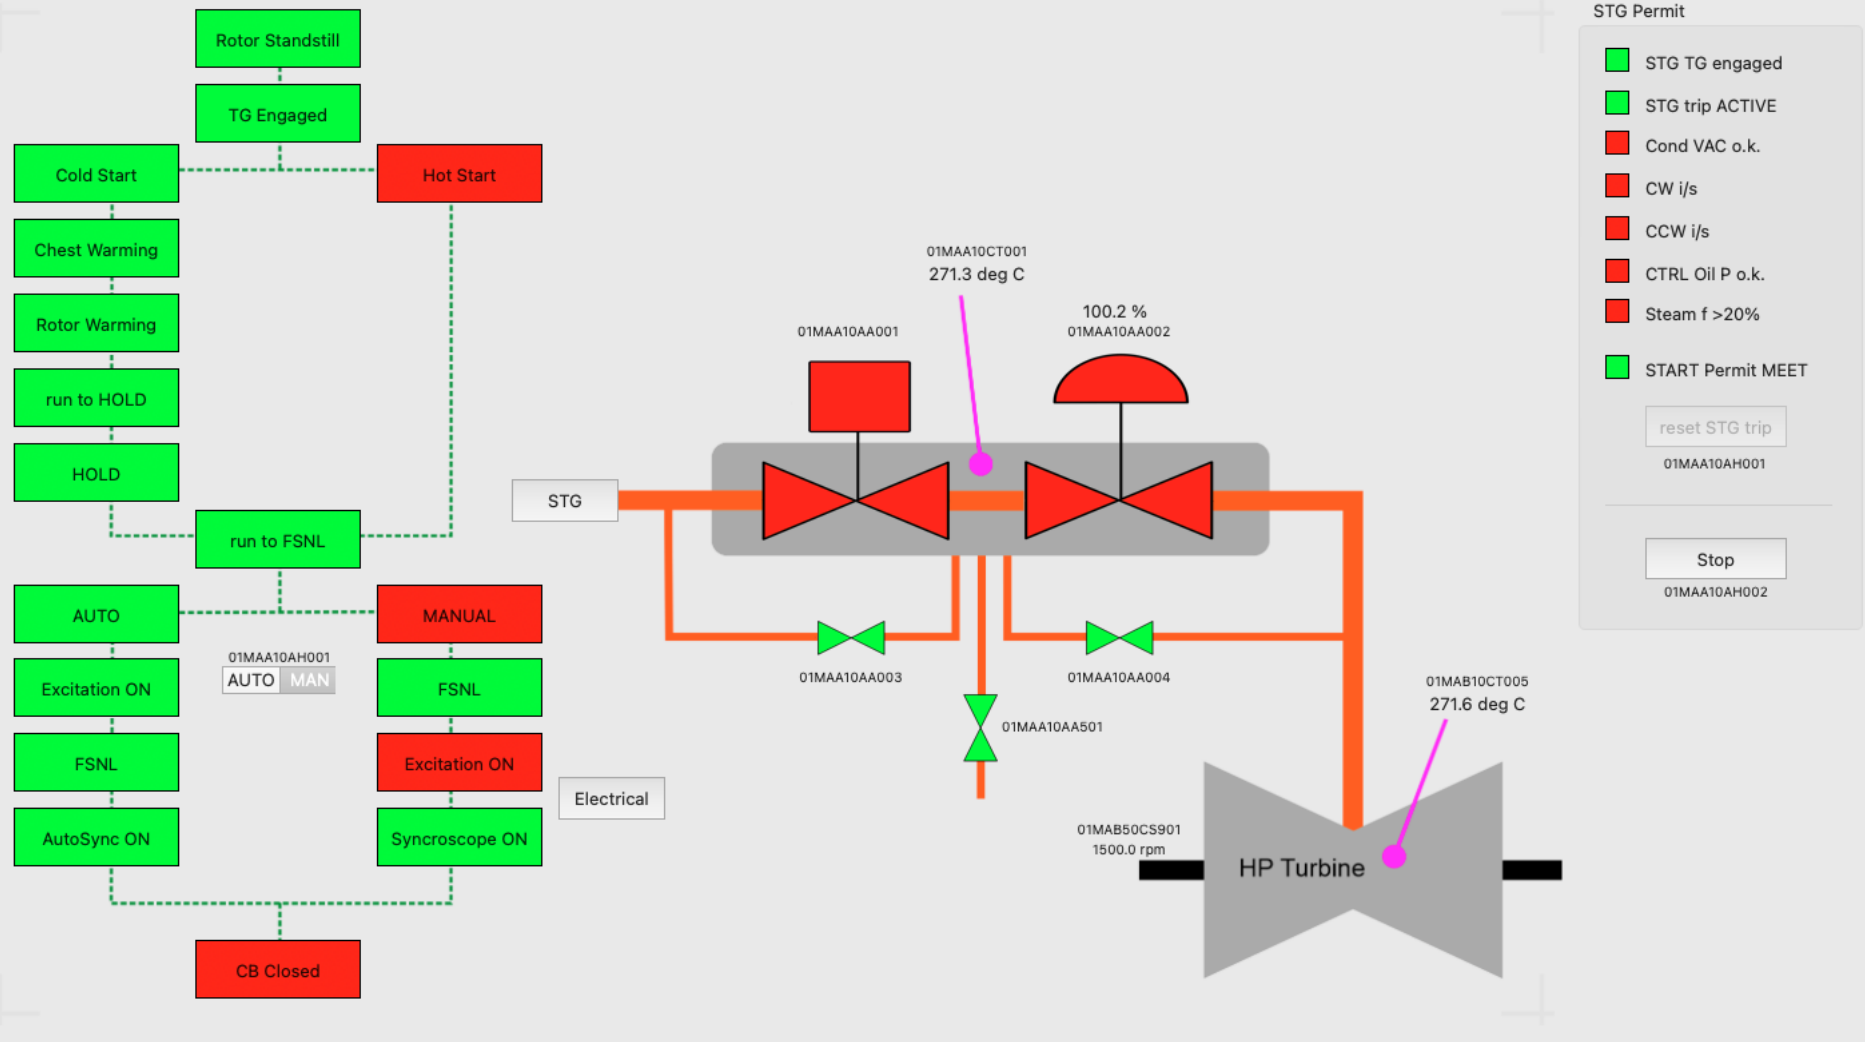 Rotor Standstill
TG Engaged
Cold Start
Hot Start
Chest Warming
Rotor Warming
run to HOLD
HOLD
run to FSNL
AUTO
MANUAL
01MAA10AH001
AUTO MAN
Excitation ON
FSNL
FSNL
Excitation ON
AutoSync ON
Syncroscope ON
Electrical
CB Closed
STG
01MAA10CT001
271.3 deg C
01MAA10AA001
100.2 %
01MAA10AA002
01MAA10AA003
01MAA10AA004
01MAA10AA501
01MAB10CT005
271.6 deg C
01MAB50CS901
1500.0 rpm
HP Turbine
STG Permit
STG TG engaged
STG trip ACTIVE
Cond VAC o.k.
CW i/s
CCW i/s
CTRL Oil P o.k.
Steam f >20%
START Permit MEET
reset STG trip
01MAA10AH001
Stop
01MAA10AH002